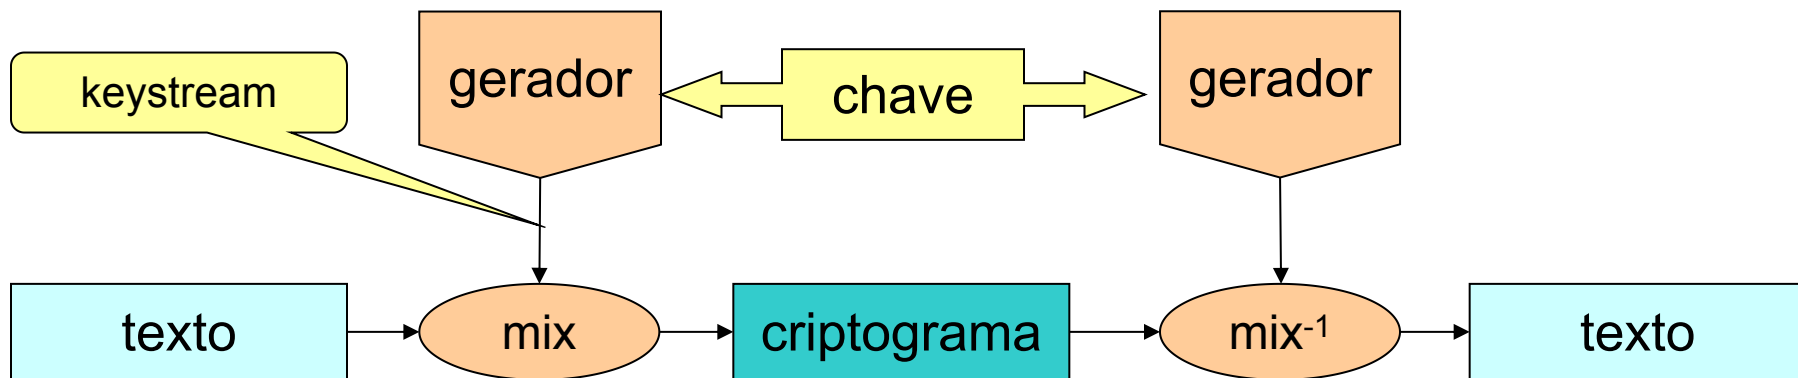 keystream
gerador
chave
gerador
texto
mix
criptograma
mix-1
texto